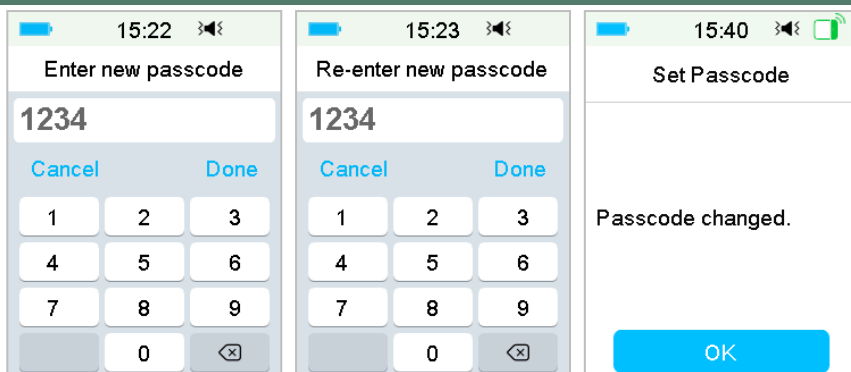 15:22
Enter new passcode
1234
Cancel Done
1 2 3
4 5 6
7 8 9
0
15:23
Re-enter new passcode
1234
Cancel Done
1 2 3
4 5 6
7 8 9
0
15:40
Set Passcode
Passcode changed.
OK